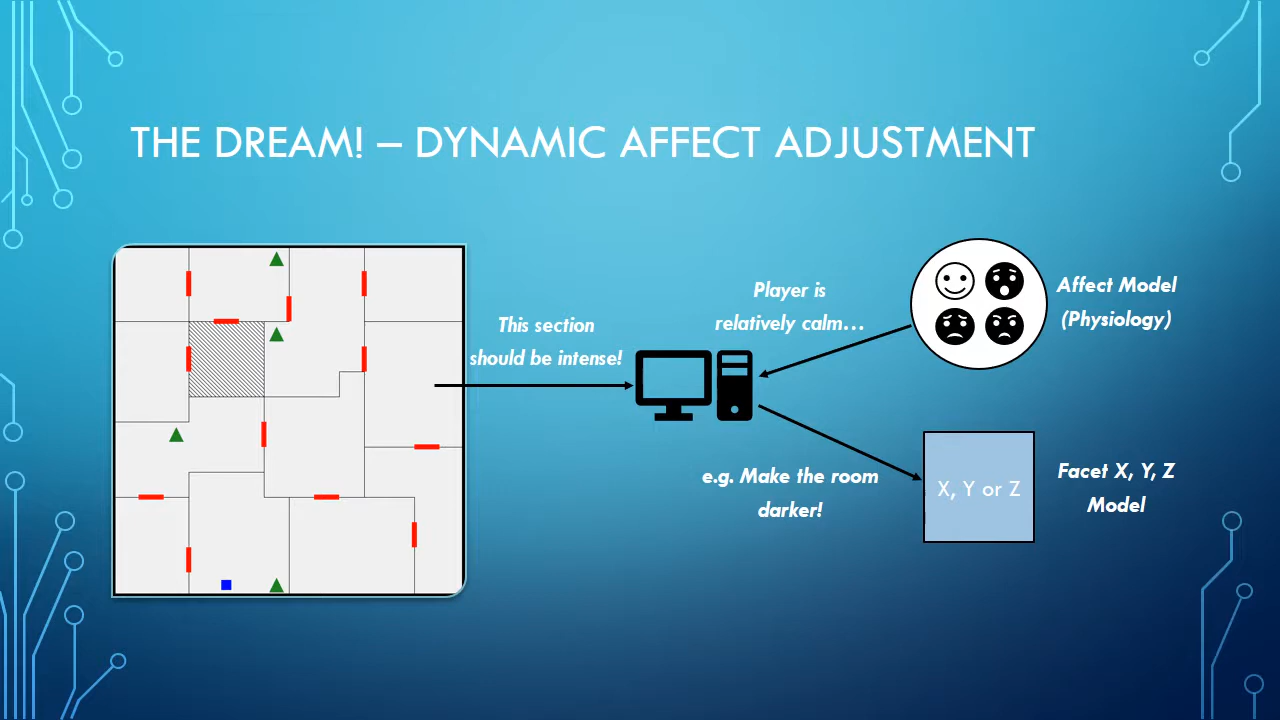 THE DREAM! – DYNAMIC AFFECT ADJUSTMENT
This section
should be intense!
Player is
relatively calm...
Affect Model
(Physiology)
e.g. Make the room
darker!
X, Y or Z
Facet X, Y, Z
Model